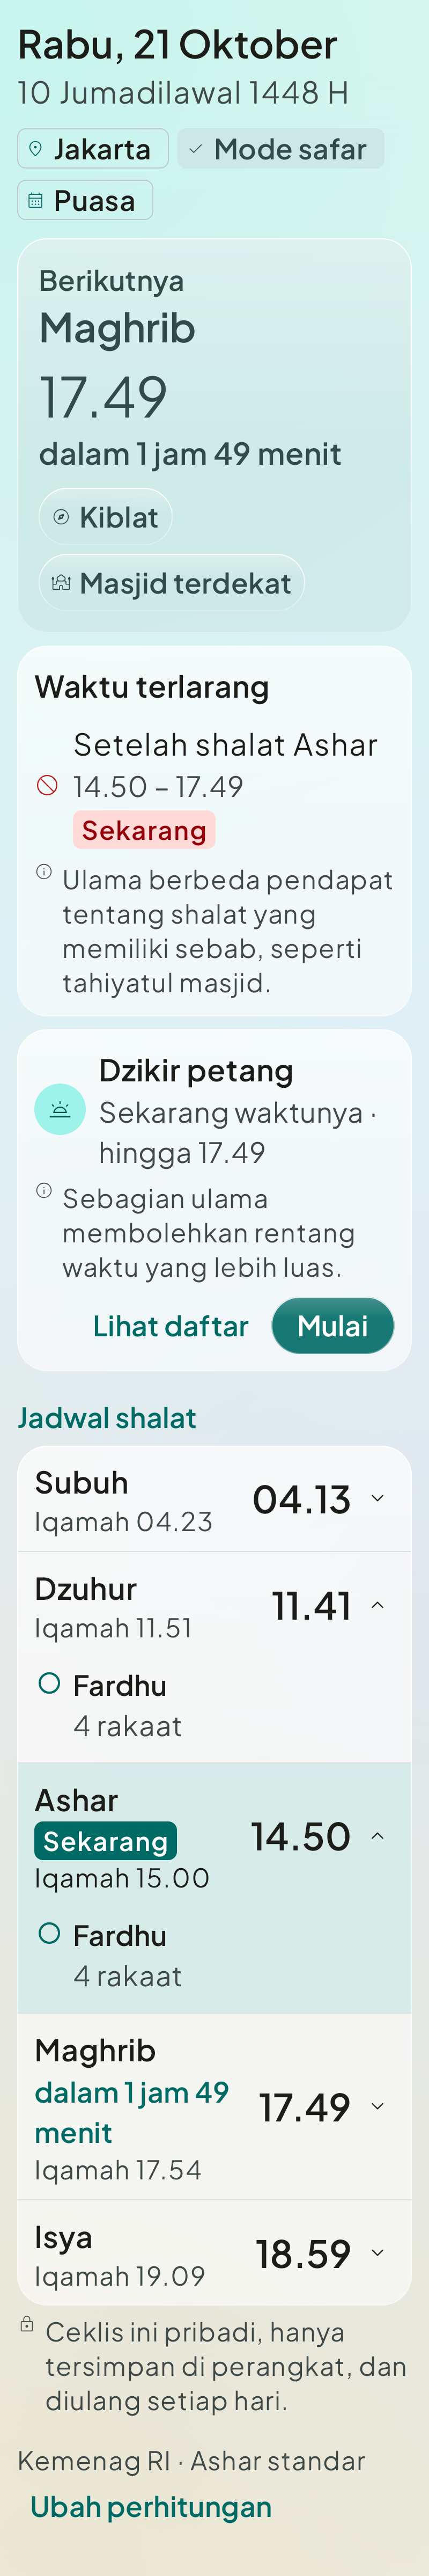 Rabu, 21 Oktober
10 Jumadilawal 1448 H
Jakarta
Mode safar
Puasa
Berikutnya
Maghrib
17.49
dalam 1 jam 49 menit
Kiblat
Masjid terdekat
Waktu terlarang
Setelah shalat Ashar
14.50 – 17.49
Sekarang
Ulama berbeda pendapat
tentang shalat yang
memiliki sebab, seperti
tahiyatul masjid.
Dzikir petang
Sekarang waktunya ·
hingga 17.49
Sebagian ulama
membolehkan rentang
waktu yang lebih luas.
Lihat daftar
Mulai
Jadwal shalat
Subuh
Iqamah 04.23
04.13
Dzuhur
Iqamah 11.51
11.41
Fardhu
4 rakaat
Ashar
Sekarang
Iqamah 15.00
14.50
Fardhu
4 rakaat
Maghrib
dalam 1 jam 49
menit
Iqamah 17.54
17.49
Isya
Iqamah 19.09
18.59
Ceklis ini pribadi, hanya
tersimpan di perangkat, dan
diulang setiap hari.
Kemenag RI · Ashar standar
Ubah perhitungan